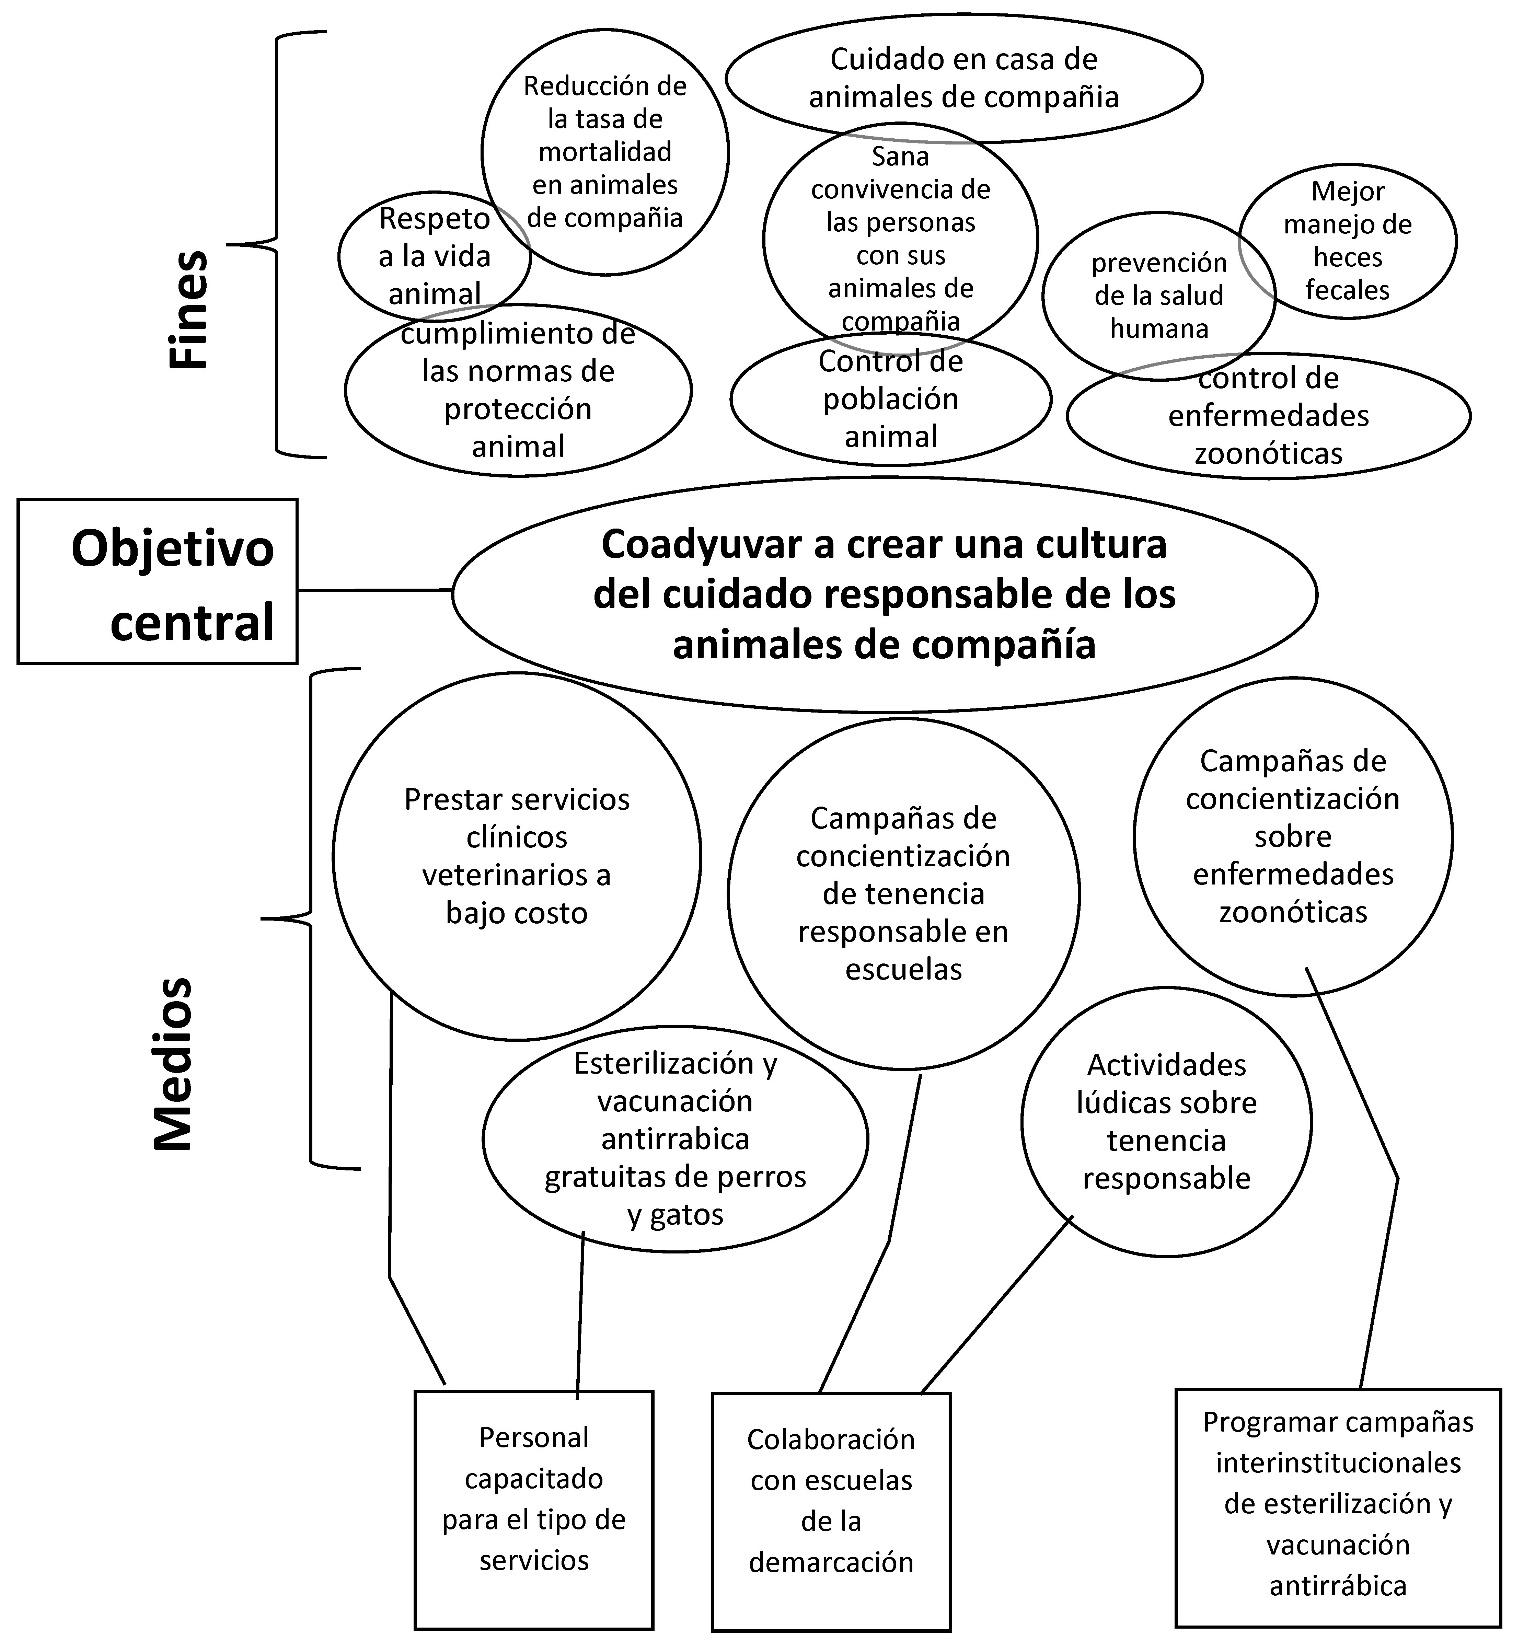 Fines
Reducción de
la tasa de
mortalidad
en animales
de compañia
Cuidado en casa de
animales de compañia
Respeto
a la vida
animal
Sana
convivencia de
las personas
con sus
animales de
compañia
Mejor
manejo de
heces
fecales
prevención
de la salud
humana
cumplimiento de
las normas de
protección
animal
Control de
población
animal
control de
enfermedades
zoonóticas
Objetivo
central
Coadyuvar a crear una cultura
del cuidado responsable de los
animales de compañía
Medios
Prestar servicios
clínicos
veterinarios a
bajo costo
Campañas de
concientización
de tenencia
responsable en
escuelas
Campañas de
concientización
sobre
enfermedades
zoonóticas
Esterilización y
vacunación
antirrabica
gratuitas de perros
y gatos
Actividades
lúdicas sobre
tenencia
responsable
Personal
capacitado
para el tipo de
servicios
Colaboración
con escuelas
de la
demarcación
Programar campañas
interinstitucionales
de esterilización y
vacunación
antirrábica